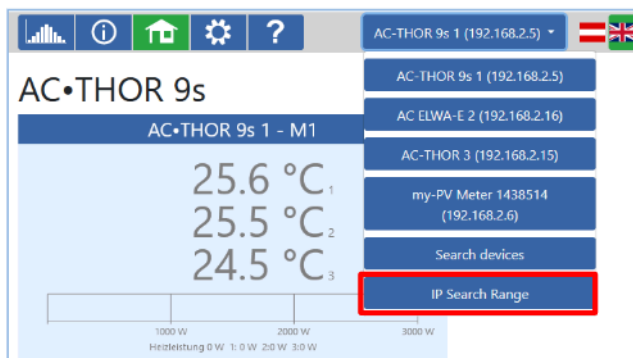 ?
AC-THOR 9s 1 (192.168.2.5)
AC•THOR 9s
AC•THOR 9s 1 - M1
25.6 °C 1
25.5 °C 2
24.5 °C 3
1000 W 2000 W 3000 W
Heizleistung 0 W 1: 0 W 2:0 W 3:0 W
AC-THOR 9s 1 (192.168.2.5)
AC ELWA-E 2 (192.168.2.16)
AC-THOR 3 (192.168.2.15)
my-PV Meter 1438514
(192.168.2.6)
Search devices
IP Search Range